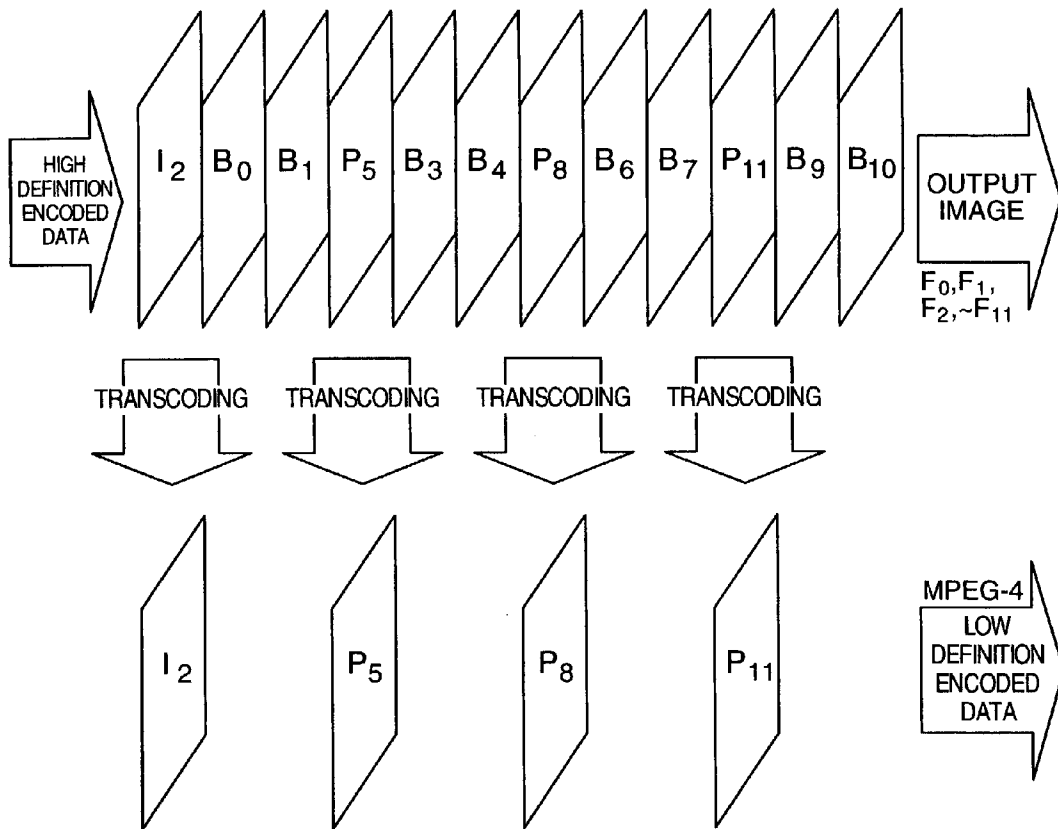 HIGH
DEFINITION
ENCODED
DATA
I2 B0 B1 P5 B3 B4 P8 B6 B7 P11 B9 B10
OUTPUT
IMAGE
F0,F1,
F2,~F11
TRANSCODING TRANSCODING TRANSCODING TRANSCODING
I2 P5 P8 P11
MPEG-4
LOW
DEFINITION
ENCODED
DATA